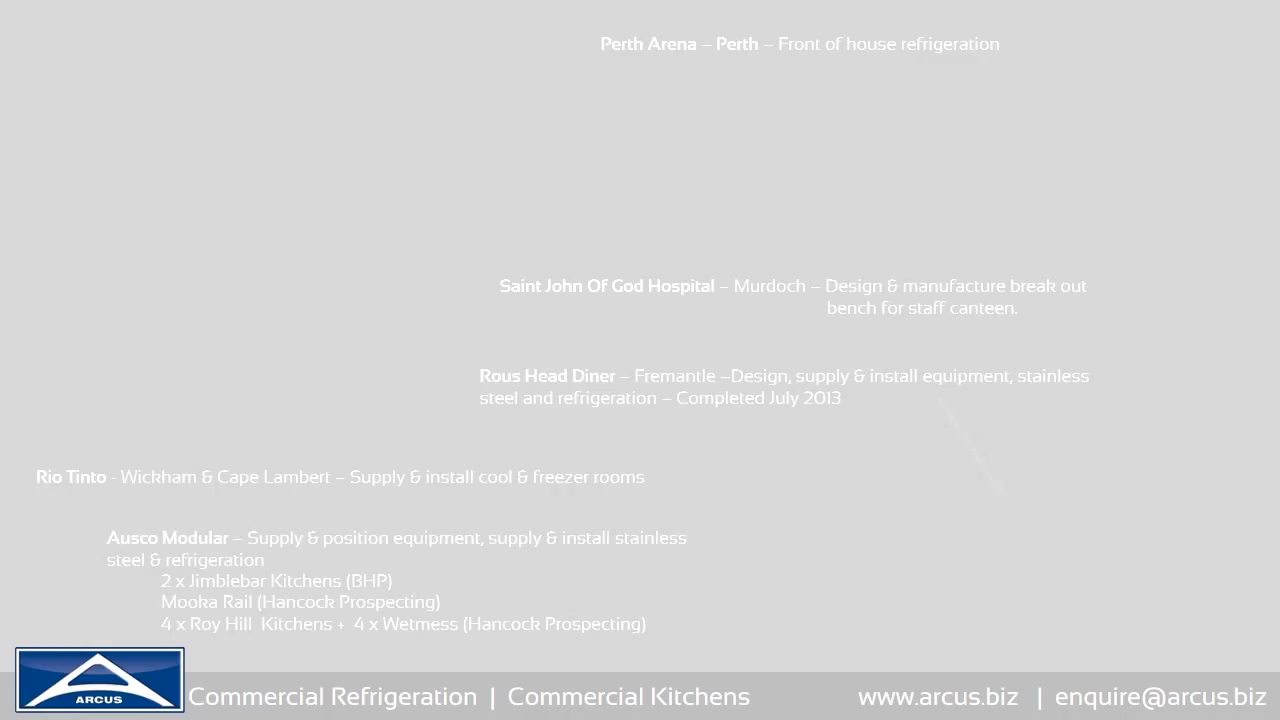 Perth Arena – Perth – Front of house refrigeration
Saint John Of God Hospital – Murdoch – Design & manufacture break out
bench for staff canteen.
Rous Head Diner – Fremantle –Design, supply & install equipment, stainless
steel and refrigeration – Completed July 2013
Rio Tinto - Wickham & Cape Lambert – Supply & install cool & freezer rooms
Ausco Modular – Supply & position equipment, supply & install stainless
steel & refrigeration
2 x Jimblebar Kitchens (BHP)
Mooka Rail (Hancock Prospecting)
4 x Roy Hill  Kitchens +  4 x Wetmess (Hancock Prospecting)
ARCUS
Commercial Refrigeration | Commercial Kitchens
www.arcus.biz | enquire@arcus.biz